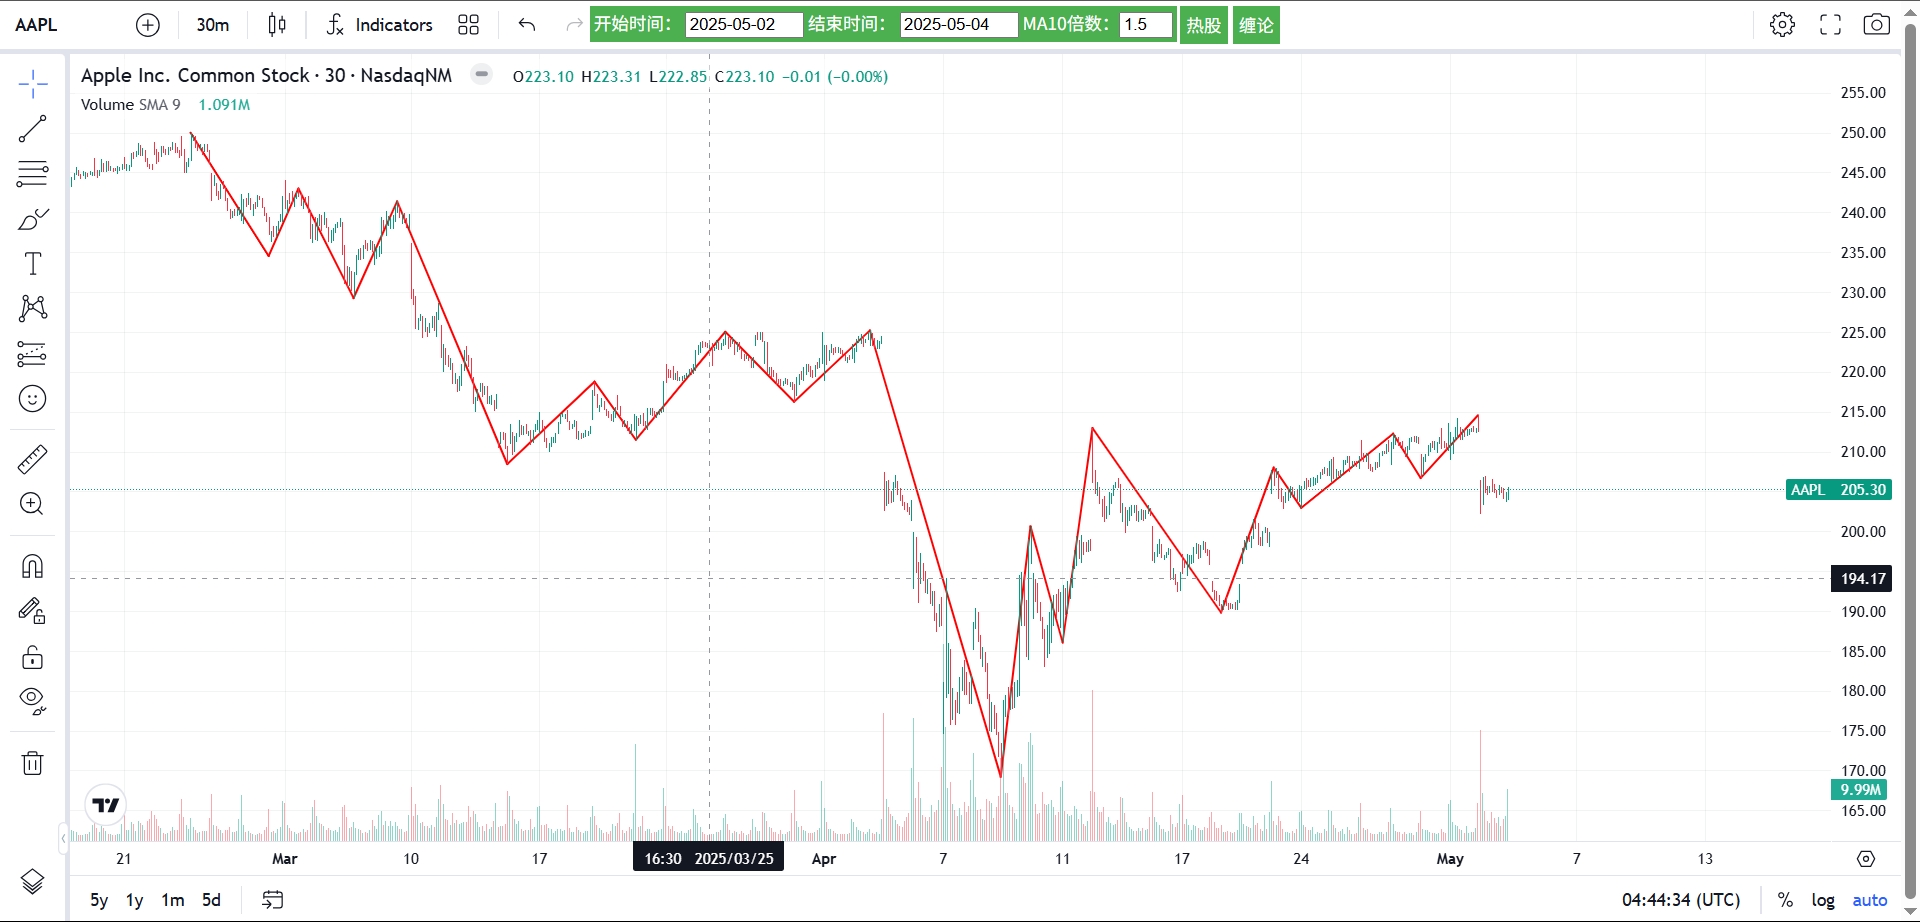 AAPL 30m Indicators 开始时间： 2025-05-02 结束时间： 2025-05-04 MA10倍数： 1.5 热股 缠论
Apple Inc. Common Stock · 30 · NasdaqNM O223.10 H223.31 L222.85 C223.10 −0.01 (−0.00%)
Volume SMA 9 1.091M
255.00
250.00
245.00
240.00
235.00
230.00
225.00
220.00
215.00
210.00
AAPL 205.30
200.00
194.17
190.00
185.00
180.00
175.00
170.00
9.99M
165.00
21 Mar 10 17 16:30 2025/03/25 Apr 7 11 17 24 May 7 13
5y 1y 1m 5d 04:44:34 (UTC) % log auto